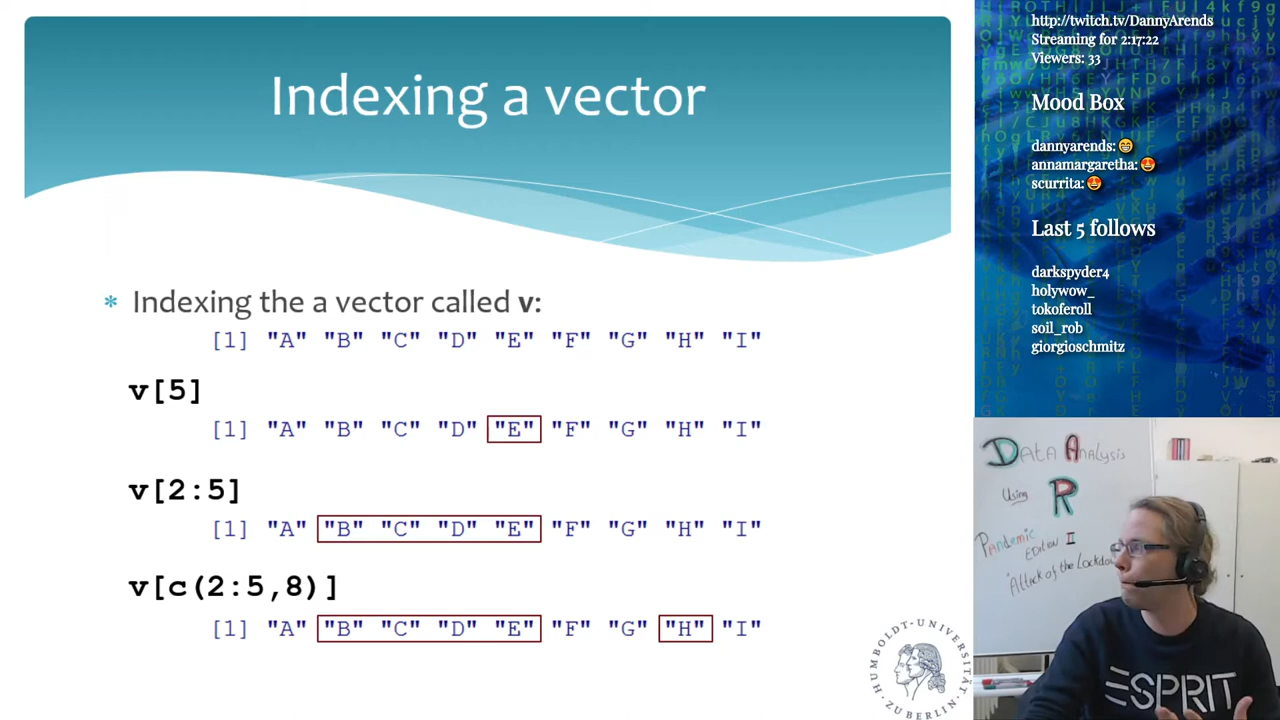 Indexing a vector
* Indexing the a vector called v:
[1] "A" "B" "C" "D" "E" "F" "G" "H" "I"
v[5]
[1] "A" "B" "C" "D" "E" "F" "G" "H" "I"
v[2:5]
[1] "A" "B" "C" "D" "E" "F" "G" "H" "I"
v[c(2:5,8)]
[1] "A" "B" "C" "D" "E" "F" "G" "H" "I"
HUMBOLDT-UNIVERSITÄT
ZU BERLIN
http://twitch.tv/DannyArends
Streaming for 2:17:22
Viewers: 33
Mood Box
dannyarends: 😁
annamargaretha: 😍
scurrita: 😍
Last 5 follows
darkspyder4
holywow_
tokoferoll
soil_rob
giorgioschmitz
Data Analysis
Using R
Pandemic
Edition II
"Attack of the Lockdow
ESPRIT